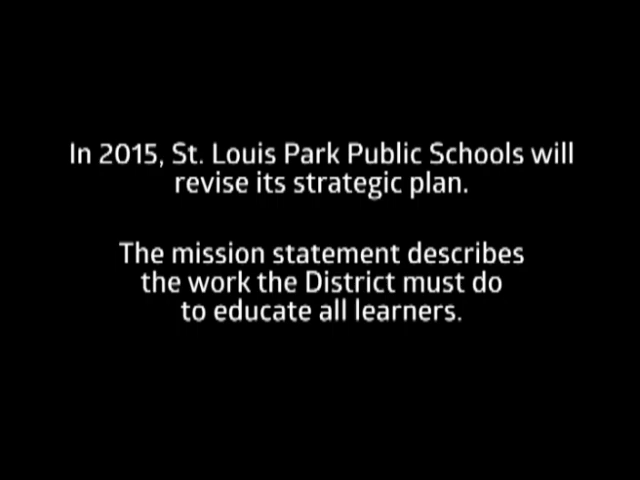 In 2015, St. Louis Park Public Schools will
revise its strategic plan.
The mission statement describes
the work the District must do
to educate all learners.